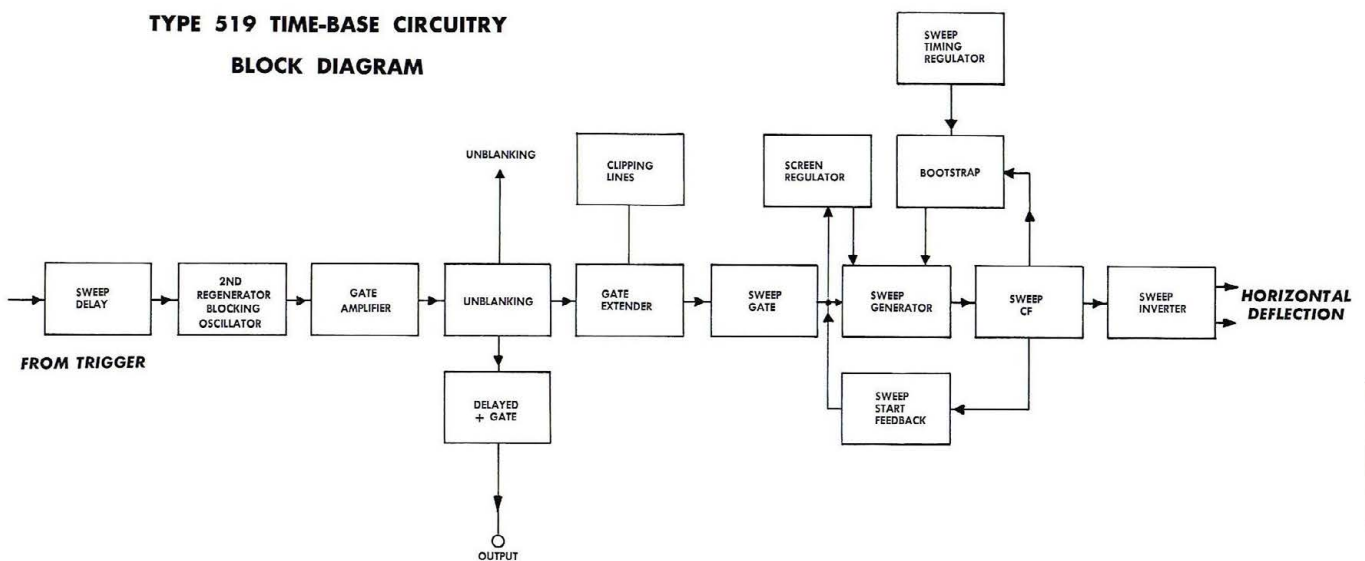 TYPE 519 TIME-BASE CIRCUITRY
BLOCK DIAGRAM
SWEEP
TIMING
REGULATOR
UNBLANKING
CLIPPING
LINES
SCREEN
REGULATOR
BOOTSTRAP
SWEEP
DELAY
2ND
REGENERATOR
BLOCKING
OSCILLATOR
GATE
AMPLIFIER
UNBLANKING
GATE
EXTENDER
SWEEP
GATE
SWEEP
GENERATOR
SWEEP
CF
SWEEP
INVERTER
HORIZONTAL
DEFLECTION
FROM TRIGGER
DELAYED
+ GATE
SWEEP
START
FEEDBACK
OUTPUT